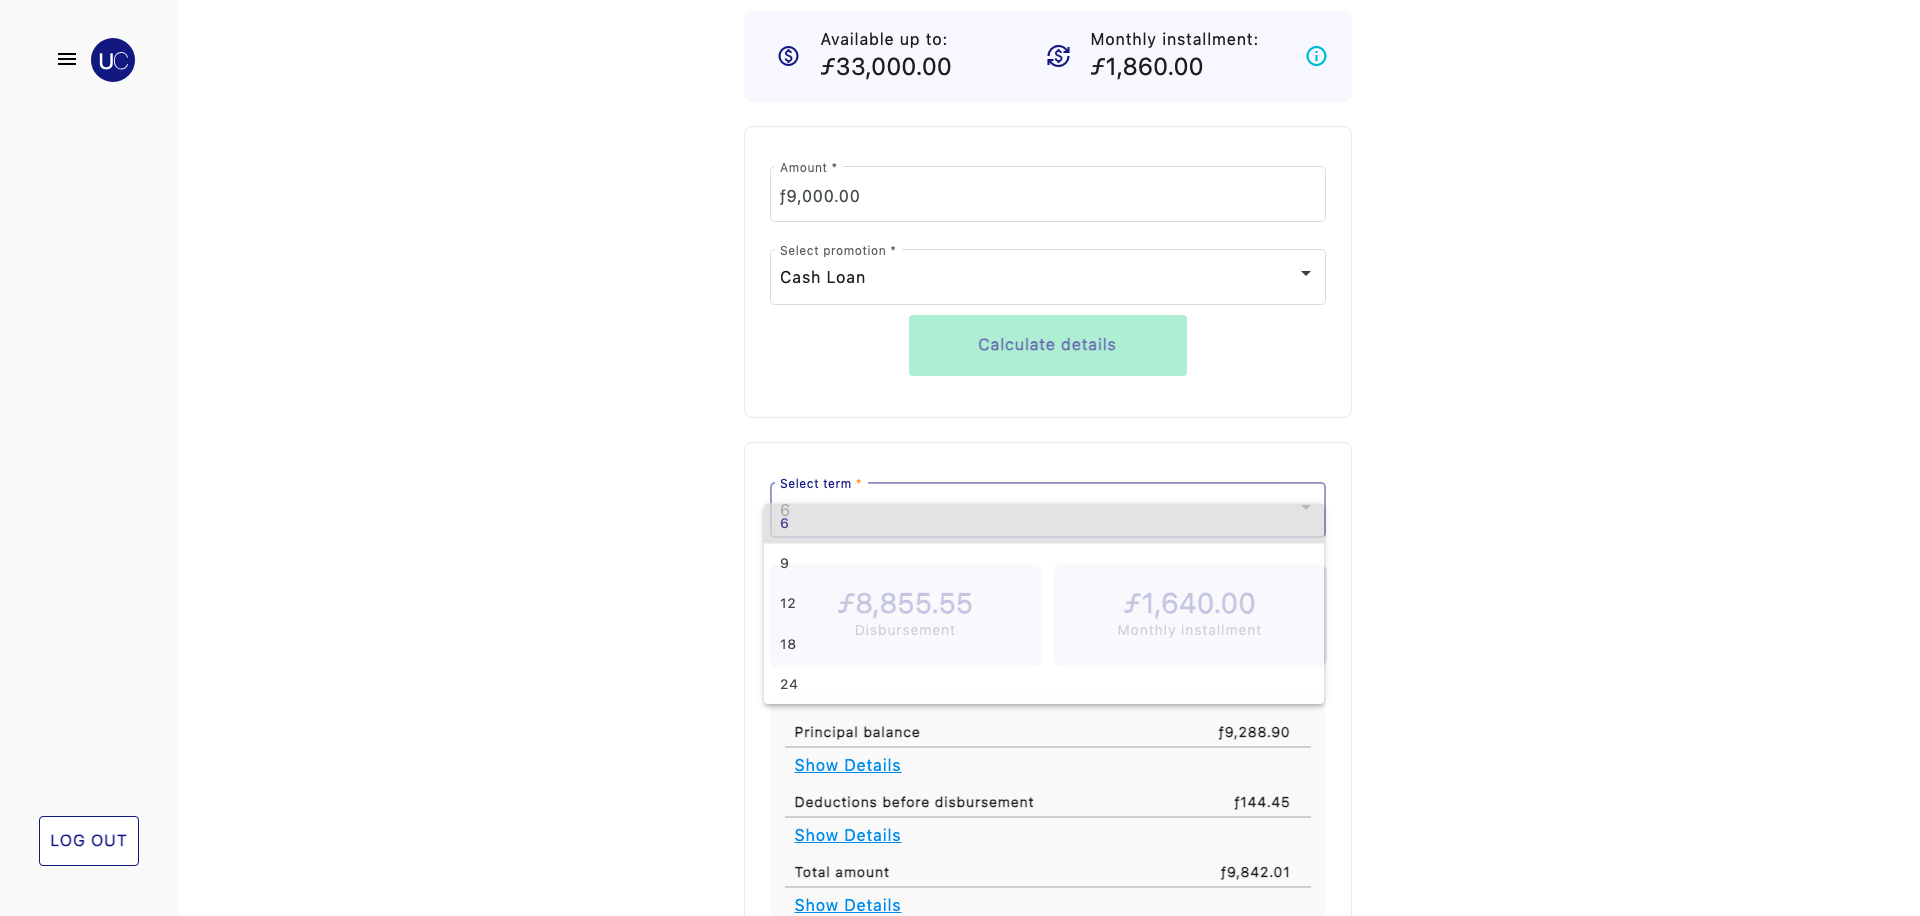 UC
Available up to:
ƒ33,000.00
Monthly installment:
ƒ1,860.00
Amount *
ƒ9,000.00
Select promotion *
Cash Loan
Calculate details
Select term *
6
6
9
12
18
24
ƒ8,855.55
Disbursement
ƒ1,640.00
Monthly installment
Principal balance
ƒ9,288.90
Show Details
Deductions before disbursement
ƒ144.45
Show Details
Total amount
ƒ9,842.01
Show Details
LOG OUT